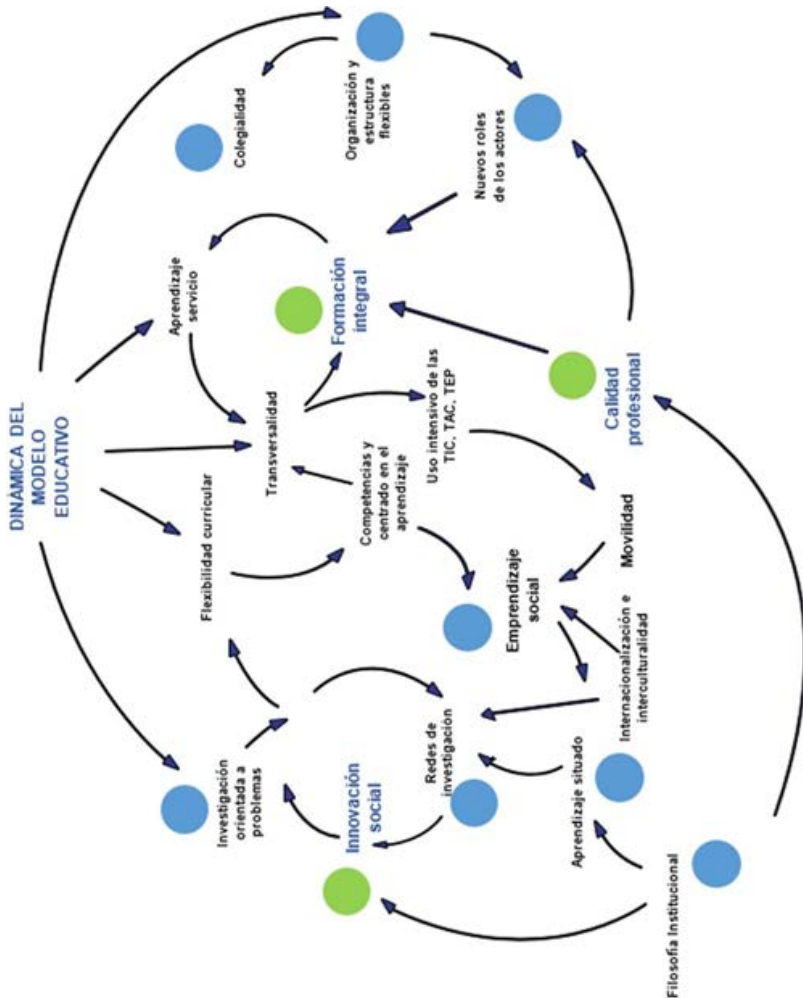 DINÁMICA DEL
MODELO
EDUCATIVO
Colegialidad
Organización y
estructura
flexibles
Aprendizaje
servicio
Nuevos roles
de los actores
Formación
integral
Transversalidad
Flexibilidad curricular
Competencias y
centrado en el
aprendizaje
Uso intensivo de las
TIC, TAC, TEP
Calidad
profesional
Investigación
orientada a
problemas
Emprendizaje
social
Movilidad
Innovación
social
Redes de
investigación
Internacionalización e
interculturalidad
Aprendizaje situado
Filosofía Institucional